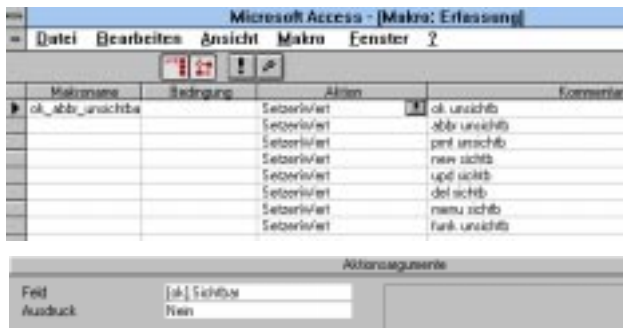 Microsoft Access - [Makro: Erfassung]
Datei Bearbeiten Ansicht Makro Fenster ?
Makroname Bedingung Aktion Kommentar
ok_abbr_unsichtba SetzenWert ok unsichtb
SetzenWert abbr unsichtb
SetzenWert prnt unsichtb
SetzenWert new sichtb
SetzenWert upd sichtb
SetzenWert del sichtb
SetzenWert menu sichtb
SetzenWert funk unsichtb
Aktionsargumente
Feld [ok].Sichtbar
Ausdruck Nein